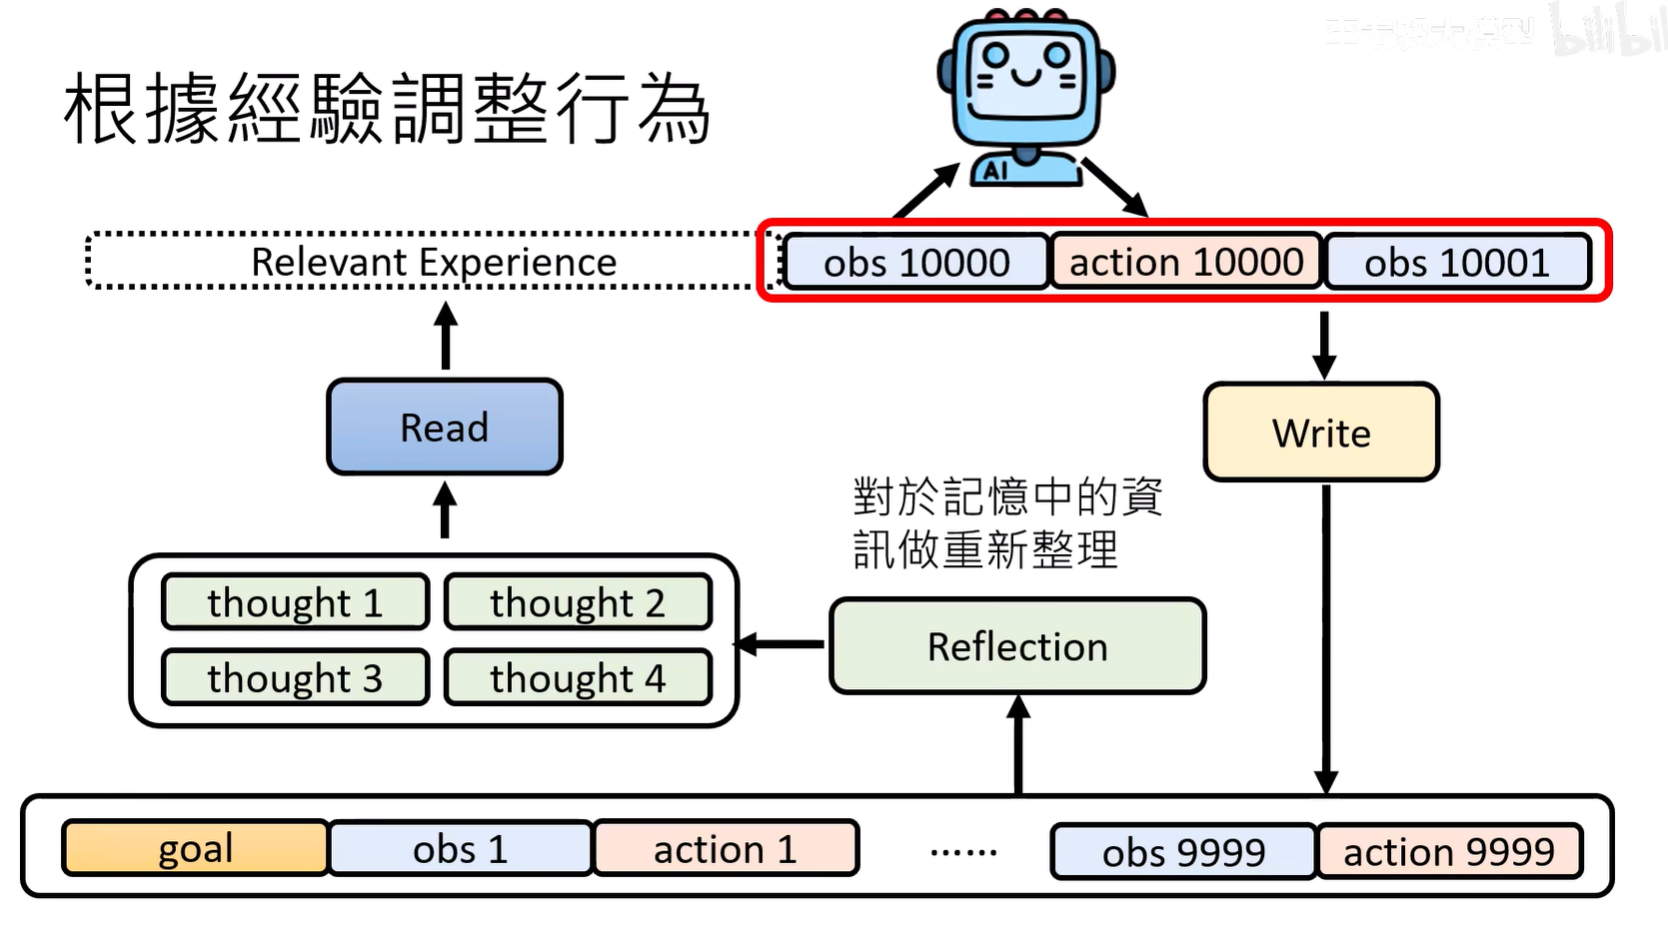 根據經驗調整行為
AI
Relevant Experience
obs 10000
action 10000
obs 10001
Read
Write
對於記憶中的資
訊做重新整理
thought 1
thought 2
thought 3
thought 4
Reflection
goal
obs 1
action 1
······
obs 9999
action 9999
bilibili